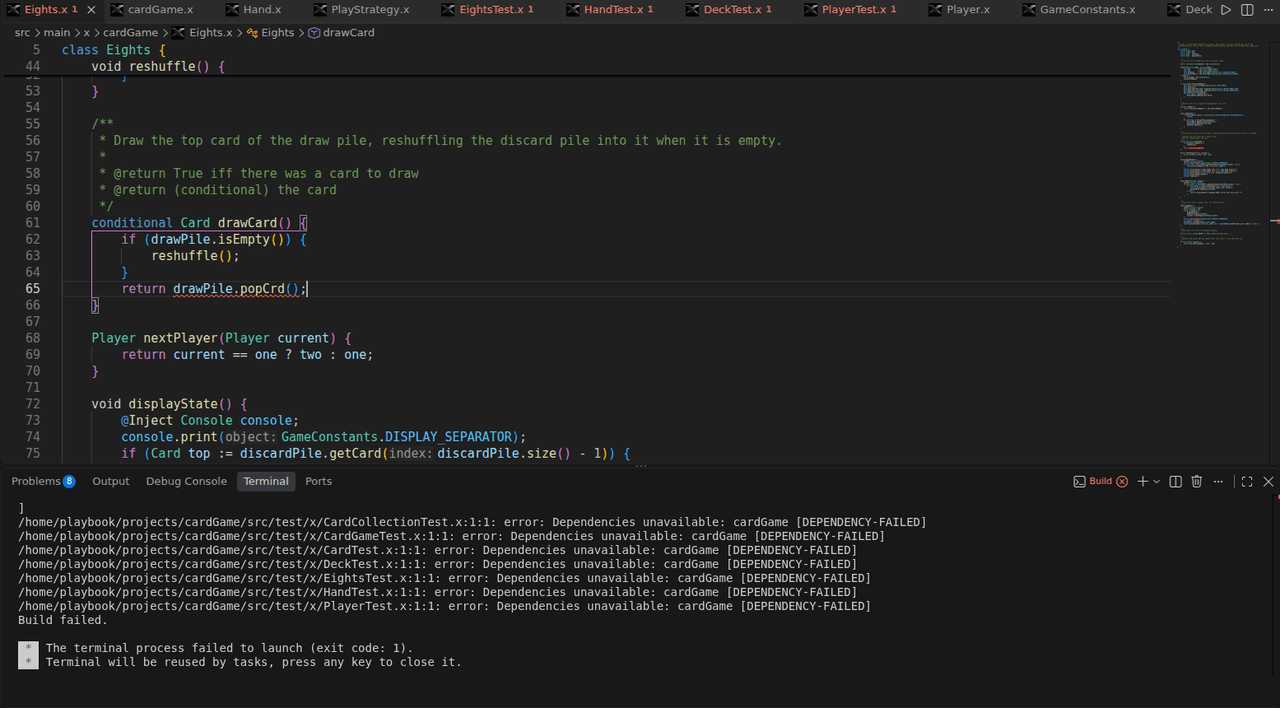 Eights.x 1 cardGame.x Hand.x PlayStrategy.x EightsTest.x 1 HandTest.x 1 DeckTest.x 1 PlayerTest.x 1 Player.x GameConstants.x Deck
src > main > x > cardGame > Eights.x > Eights > drawCard
5 class Eights {
44 void reshuffle() {
52 }
53 }
54
55 /**
56 * Draw the top card of the draw pile, reshuffling the discard pile into it when it is empty.
57 *
58 * @return True iff there was a card to draw
59 * @return (conditional) the card
60 */
61 conditional Card drawCard() {
62 if (drawPile.isEmpty()) {
63 reshuffle();
64 }
65 return drawPile.popCrd();
66 }
67
68 Player nextPlayer(Player current) {
69 return current == one ? two : one;
70 }
71
72 void displayState() {
73 @Inject Console console;
74 console.print(object: GameConstants.DISPLAY_SEPARATOR);
75 if (Card top := discardPile.getCard(index: discardPile.size() - 1)) {
Problems 8 Output Debug Console Terminal Ports Build
]
/home/playbook/projects/cardGame/src/test/x/CardCollectionTest.x:1:1: error: Dependencies unavailable: cardGame [DEPENDENCY-FAILED]
/home/playbook/projects/cardGame/src/test/x/CardGameTest.x:1:1: error: Dependencies unavailable: cardGame [DEPENDENCY-FAILED]
/home/playbook/projects/cardGame/src/test/x/CardTest.x:1:1: error: Dependencies unavailable: cardGame [DEPENDENCY-FAILED]
/home/playbook/projects/cardGame/src/test/x/DeckTest.x:1:1: error: Dependencies unavailable: cardGame [DEPENDENCY-FAILED]
/home/playbook/projects/cardGame/src/test/x/EightsTest.x:1:1: error: Dependencies unavailable: cardGame [DEPENDENCY-FAILED]
/home/playbook/projects/cardGame/src/test/x/HandTest.x:1:1: error: Dependencies unavailable: cardGame [DEPENDENCY-FAILED]
/home/playbook/projects/cardGame/src/test/x/PlayerTest.x:1:1: error: Dependencies unavailable: cardGame [DEPENDENCY-FAILED]
Build failed.
* The terminal process failed to launch (exit code: 1).
* Terminal will be reused by tasks, press any key to close it.